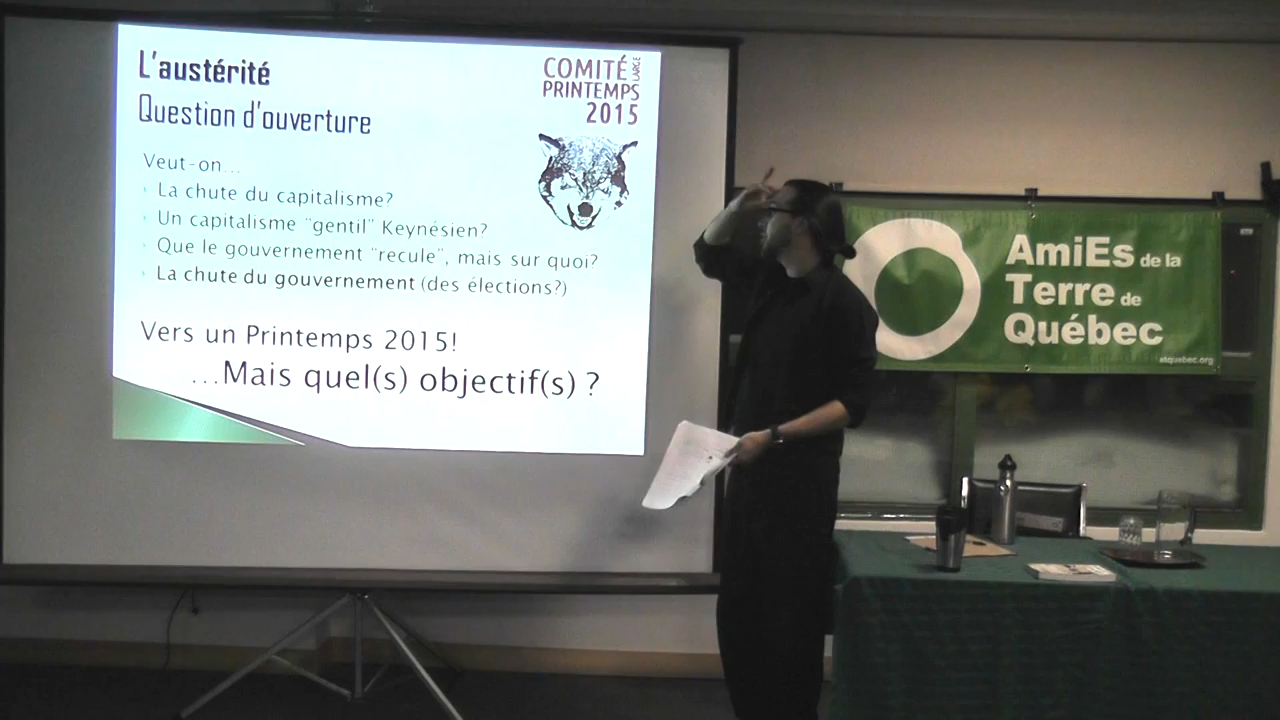 L'austérité
Question d'ouverture
COMITÉ LARGE
PRINTEMPS
2015
Veut-on...
La chute du capitalisme?
Un capitalisme "gentil" Keynésien?
Que le gouvernement "recule", mais sur quoi?
La chute du gouvernement (des élections?)
Vers un Printemps 2015!
...Mais quel(s) objectif(s) ?
AmiEs de la
Terre de
Québec
atquebec.org